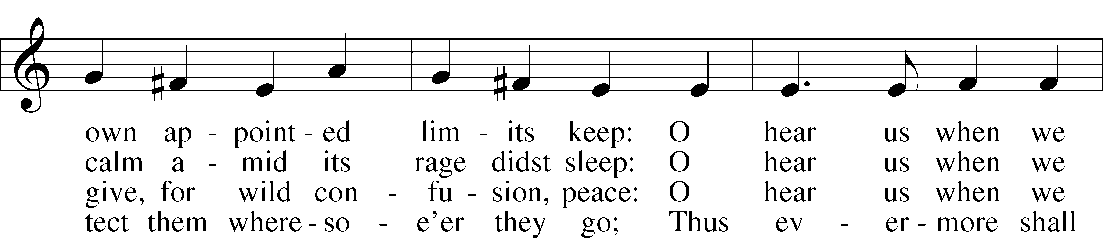 own ap - point - ed lim - its keep: O hear us when we
calm a - mid its rage didst sleep: O hear us when we
give, for wild con - fu - sion, peace: O hear us when we
tect them where - so - e'er they go; Thus ev - er - more shall